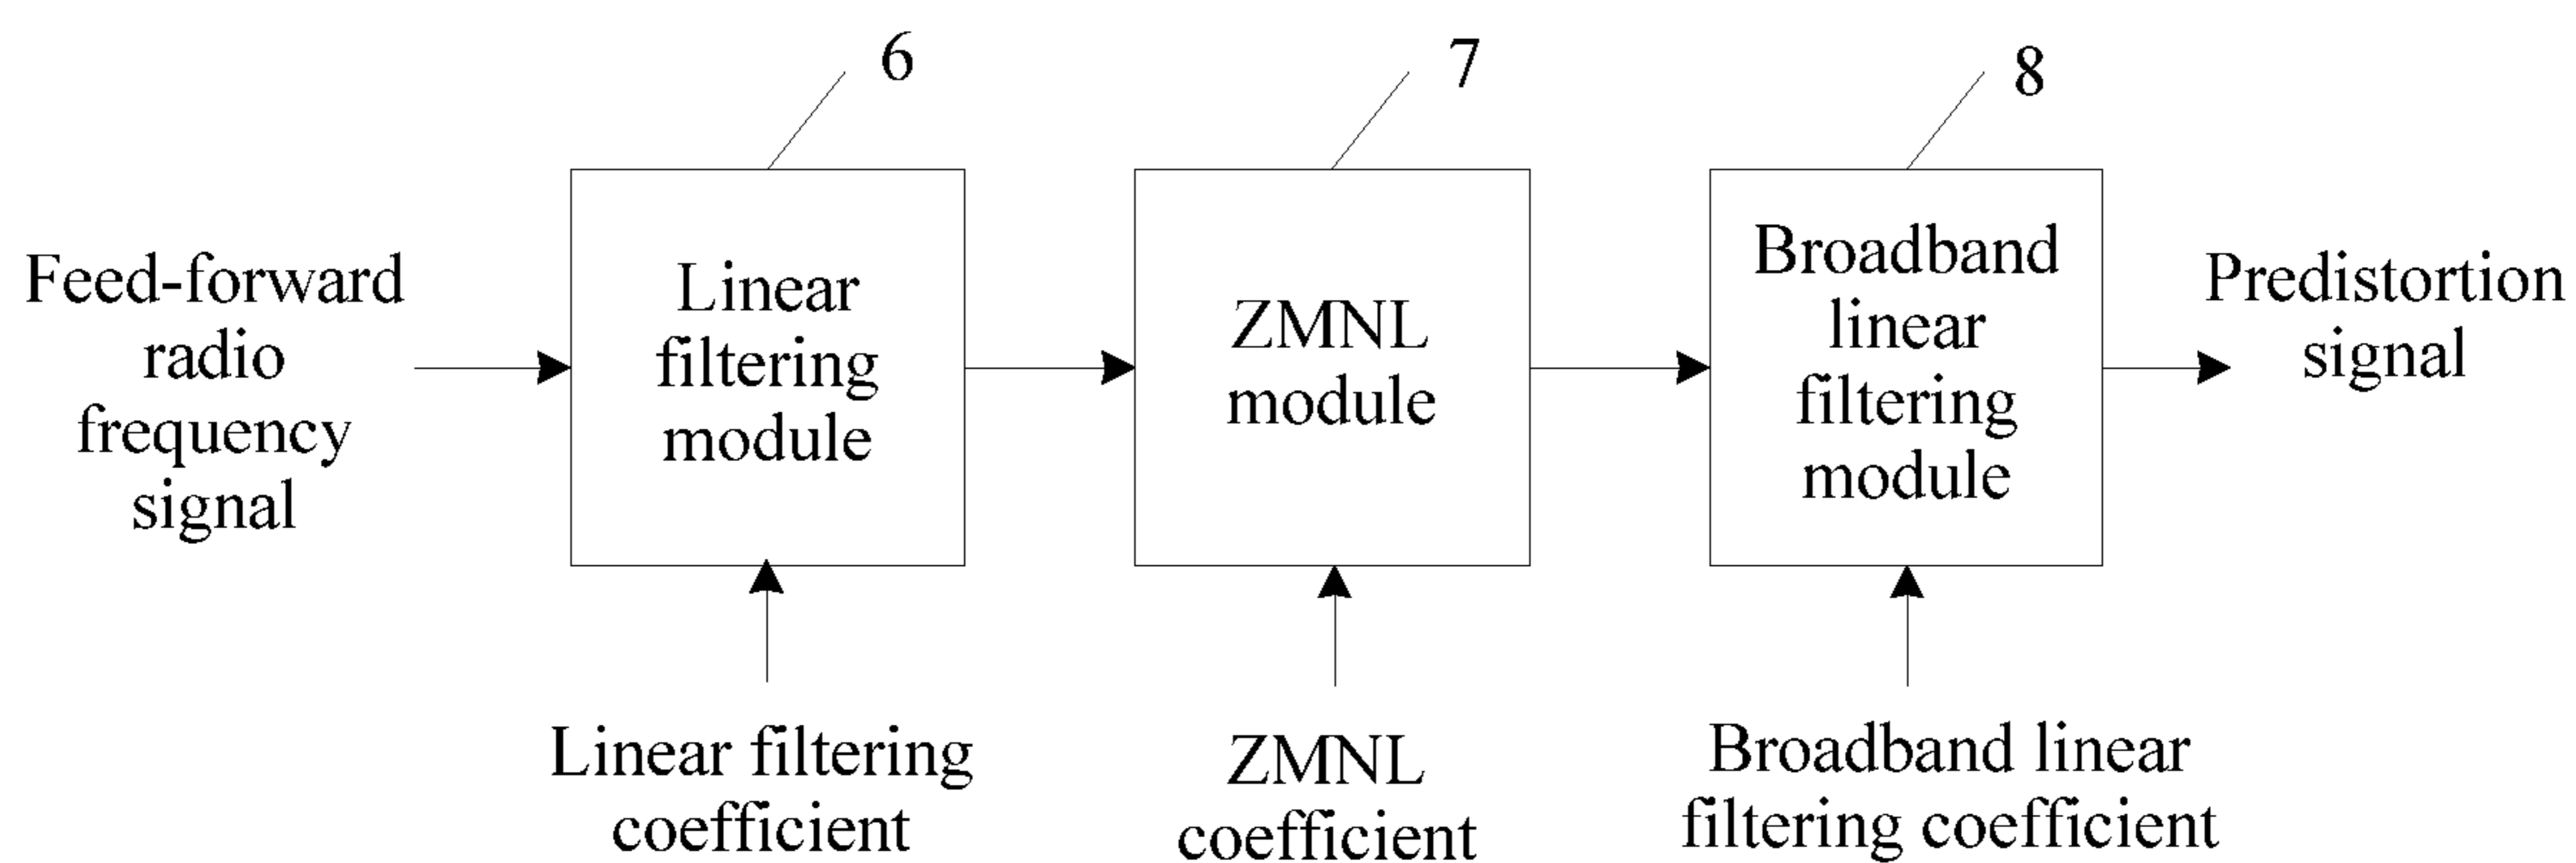 6
7
8
Feed-forward
radio
frequency
signal
Linear
filtering
module
ZMNL
module
Broadband
linear
filtering
module
Predistortion
signal
Linear filtering
coefficient
ZMNL
coefficient
Broadband linear
filtering coefficient